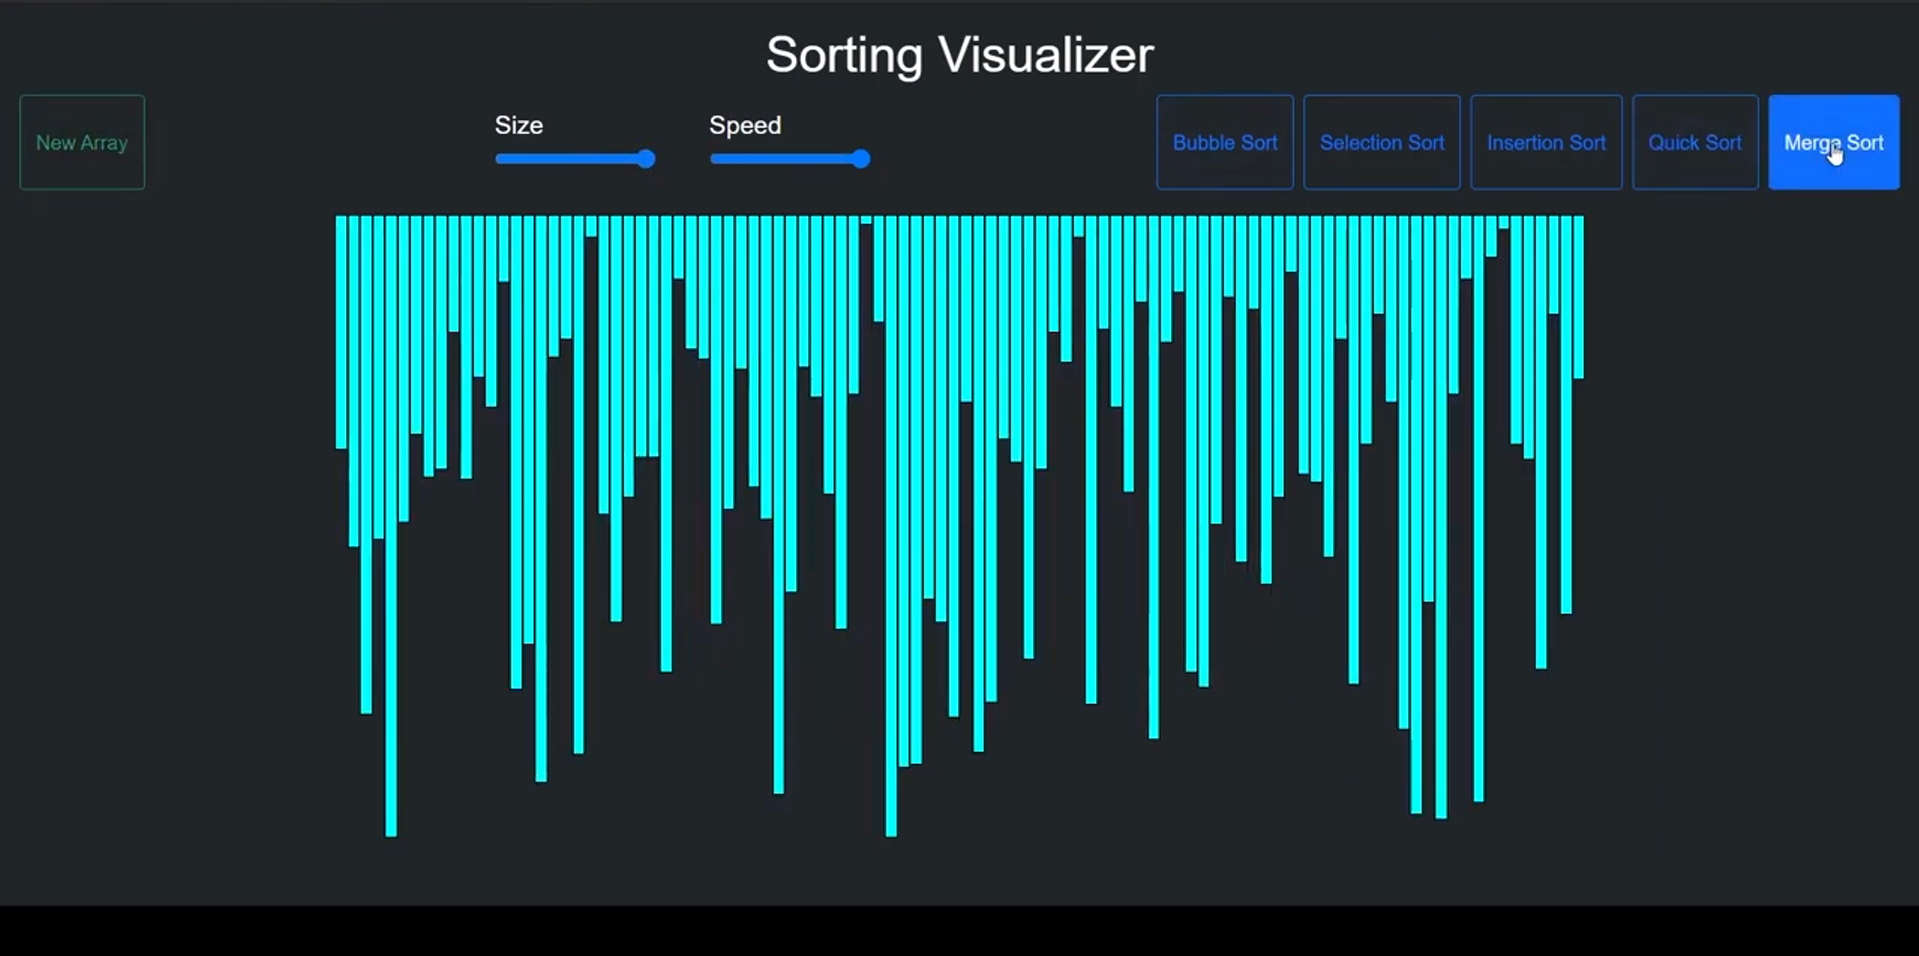 Sorting Visualizer
New Array
Size
Speed
Bubble Sort
Selection Sort
Insertion Sort
Quick Sort
Merge Sort